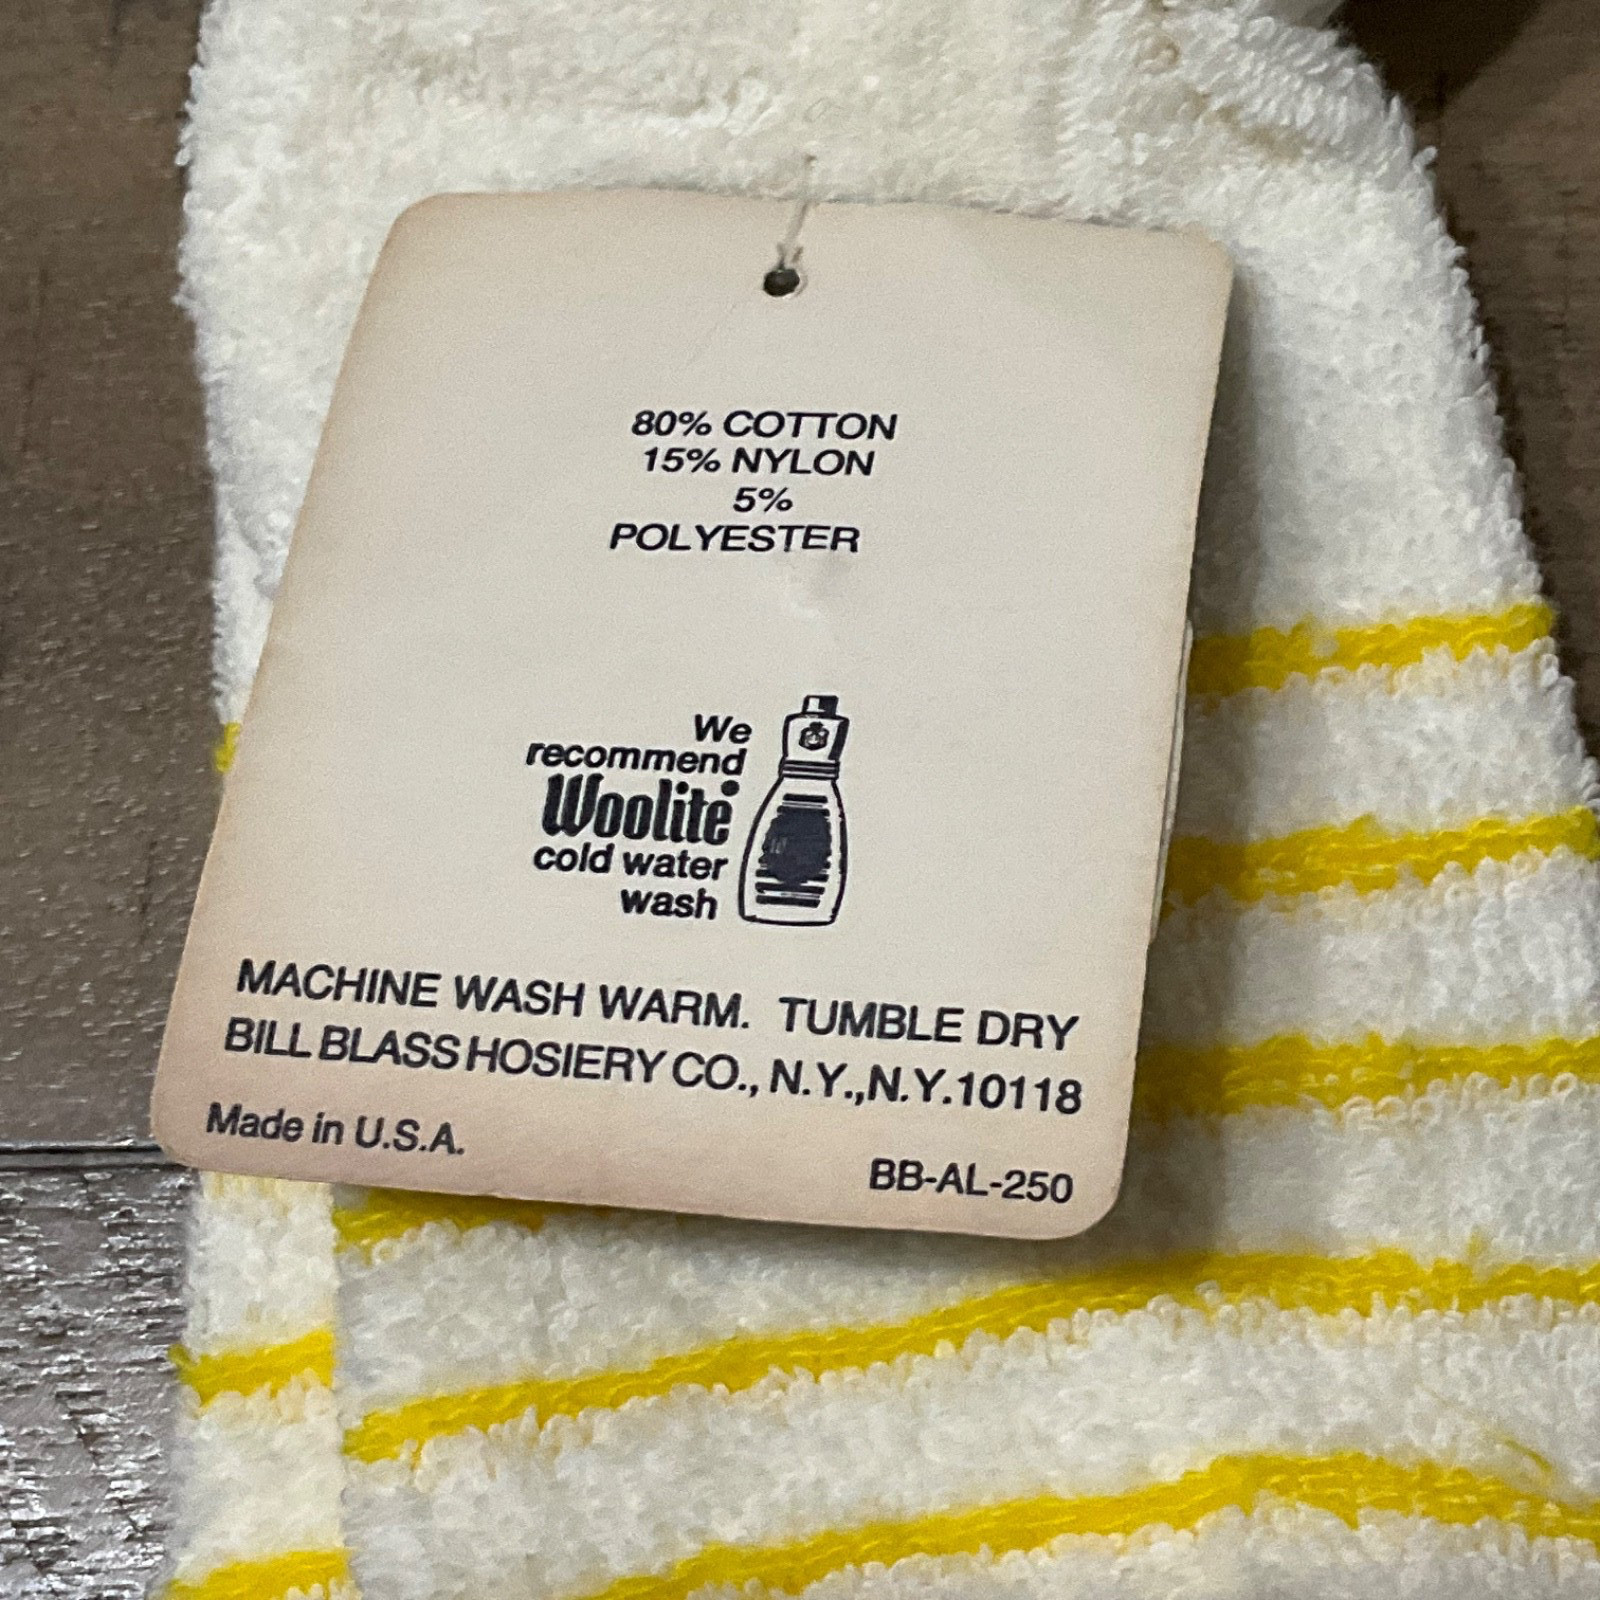 80% COTTON
15% NYLON
5%
POLYESTER
We
recommend
Woolite
cold water
wash
MACHINE WASH WARM. TUMBLE DRY
BILL BLASS HOSIERY CO., N.Y.,N.Y.10118
Made in U.S.A.
BB-AL-250